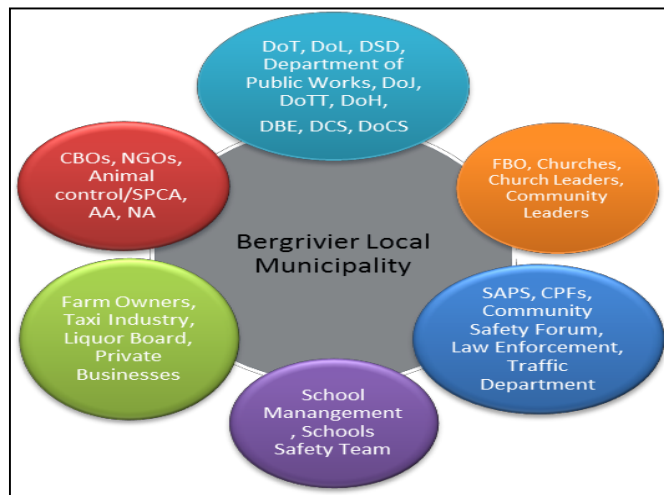 DoT, DoL, DSD,
Department of
Public Works, DoJ,
DoTT, DoH,
DBE, DCS, DoCS
CBOs, NGOs,
Animal
control/SPCA,
AA, NA
FBO, Churches,
Church Leaders,
Community
Leaders
Bergrivier Local
Municipality
Farm Owners,
Taxi Industry,
Liquor Board,
Private
Businesses
SAPS, CPFs,
Community
Safety Forum,
Law Enforcement,
Traffic
Department
School
Manangement
, Schools
Safety Team